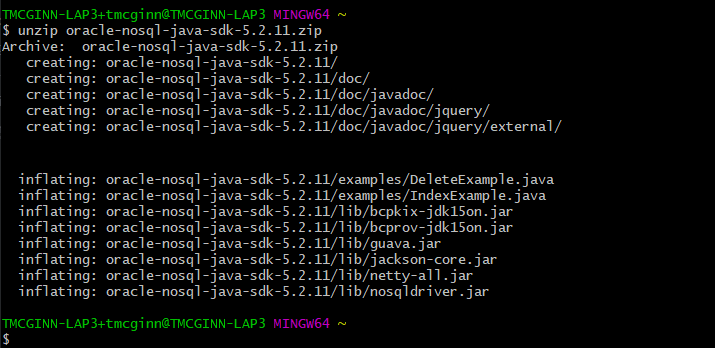 TMCGINN-LAP3+tmcginn@TMCGINN-LAP3 MINGW64 ~
$ unzip oracle-nosql-java-sdk-5.2.11.zip
Archive:  oracle-nosql-java-sdk-5.2.11.zip
   creating: oracle-nosql-java-sdk-5.2.11/
   creating: oracle-nosql-java-sdk-5.2.11/doc/
   creating: oracle-nosql-java-sdk-5.2.11/doc/javadoc/
   creating: oracle-nosql-java-sdk-5.2.11/doc/javadoc/jquery/
   creating: oracle-nosql-java-sdk-5.2.11/doc/javadoc/jquery/external/
  inflating: oracle-nosql-java-sdk-5.2.11/examples/DeleteExample.java
  inflating: oracle-nosql-java-sdk-5.2.11/examples/IndexExample.java
  inflating: oracle-nosql-java-sdk-5.2.11/lib/bcpkix-jdk15on.jar
  inflating: oracle-nosql-java-sdk-5.2.11/lib/bcprov-jdk15on.jar
  inflating: oracle-nosql-java-sdk-5.2.11/lib/guava.jar
  inflating: oracle-nosql-java-sdk-5.2.11/lib/jackson-core.jar
  inflating: oracle-nosql-java-sdk-5.2.11/lib/netty-all.jar
  inflating: oracle-nosql-java-sdk-5.2.11/lib/nosqldriver.jar
TMCGINN-LAP3+tmcginn@TMCGINN-LAP3 MINGW64 ~
$